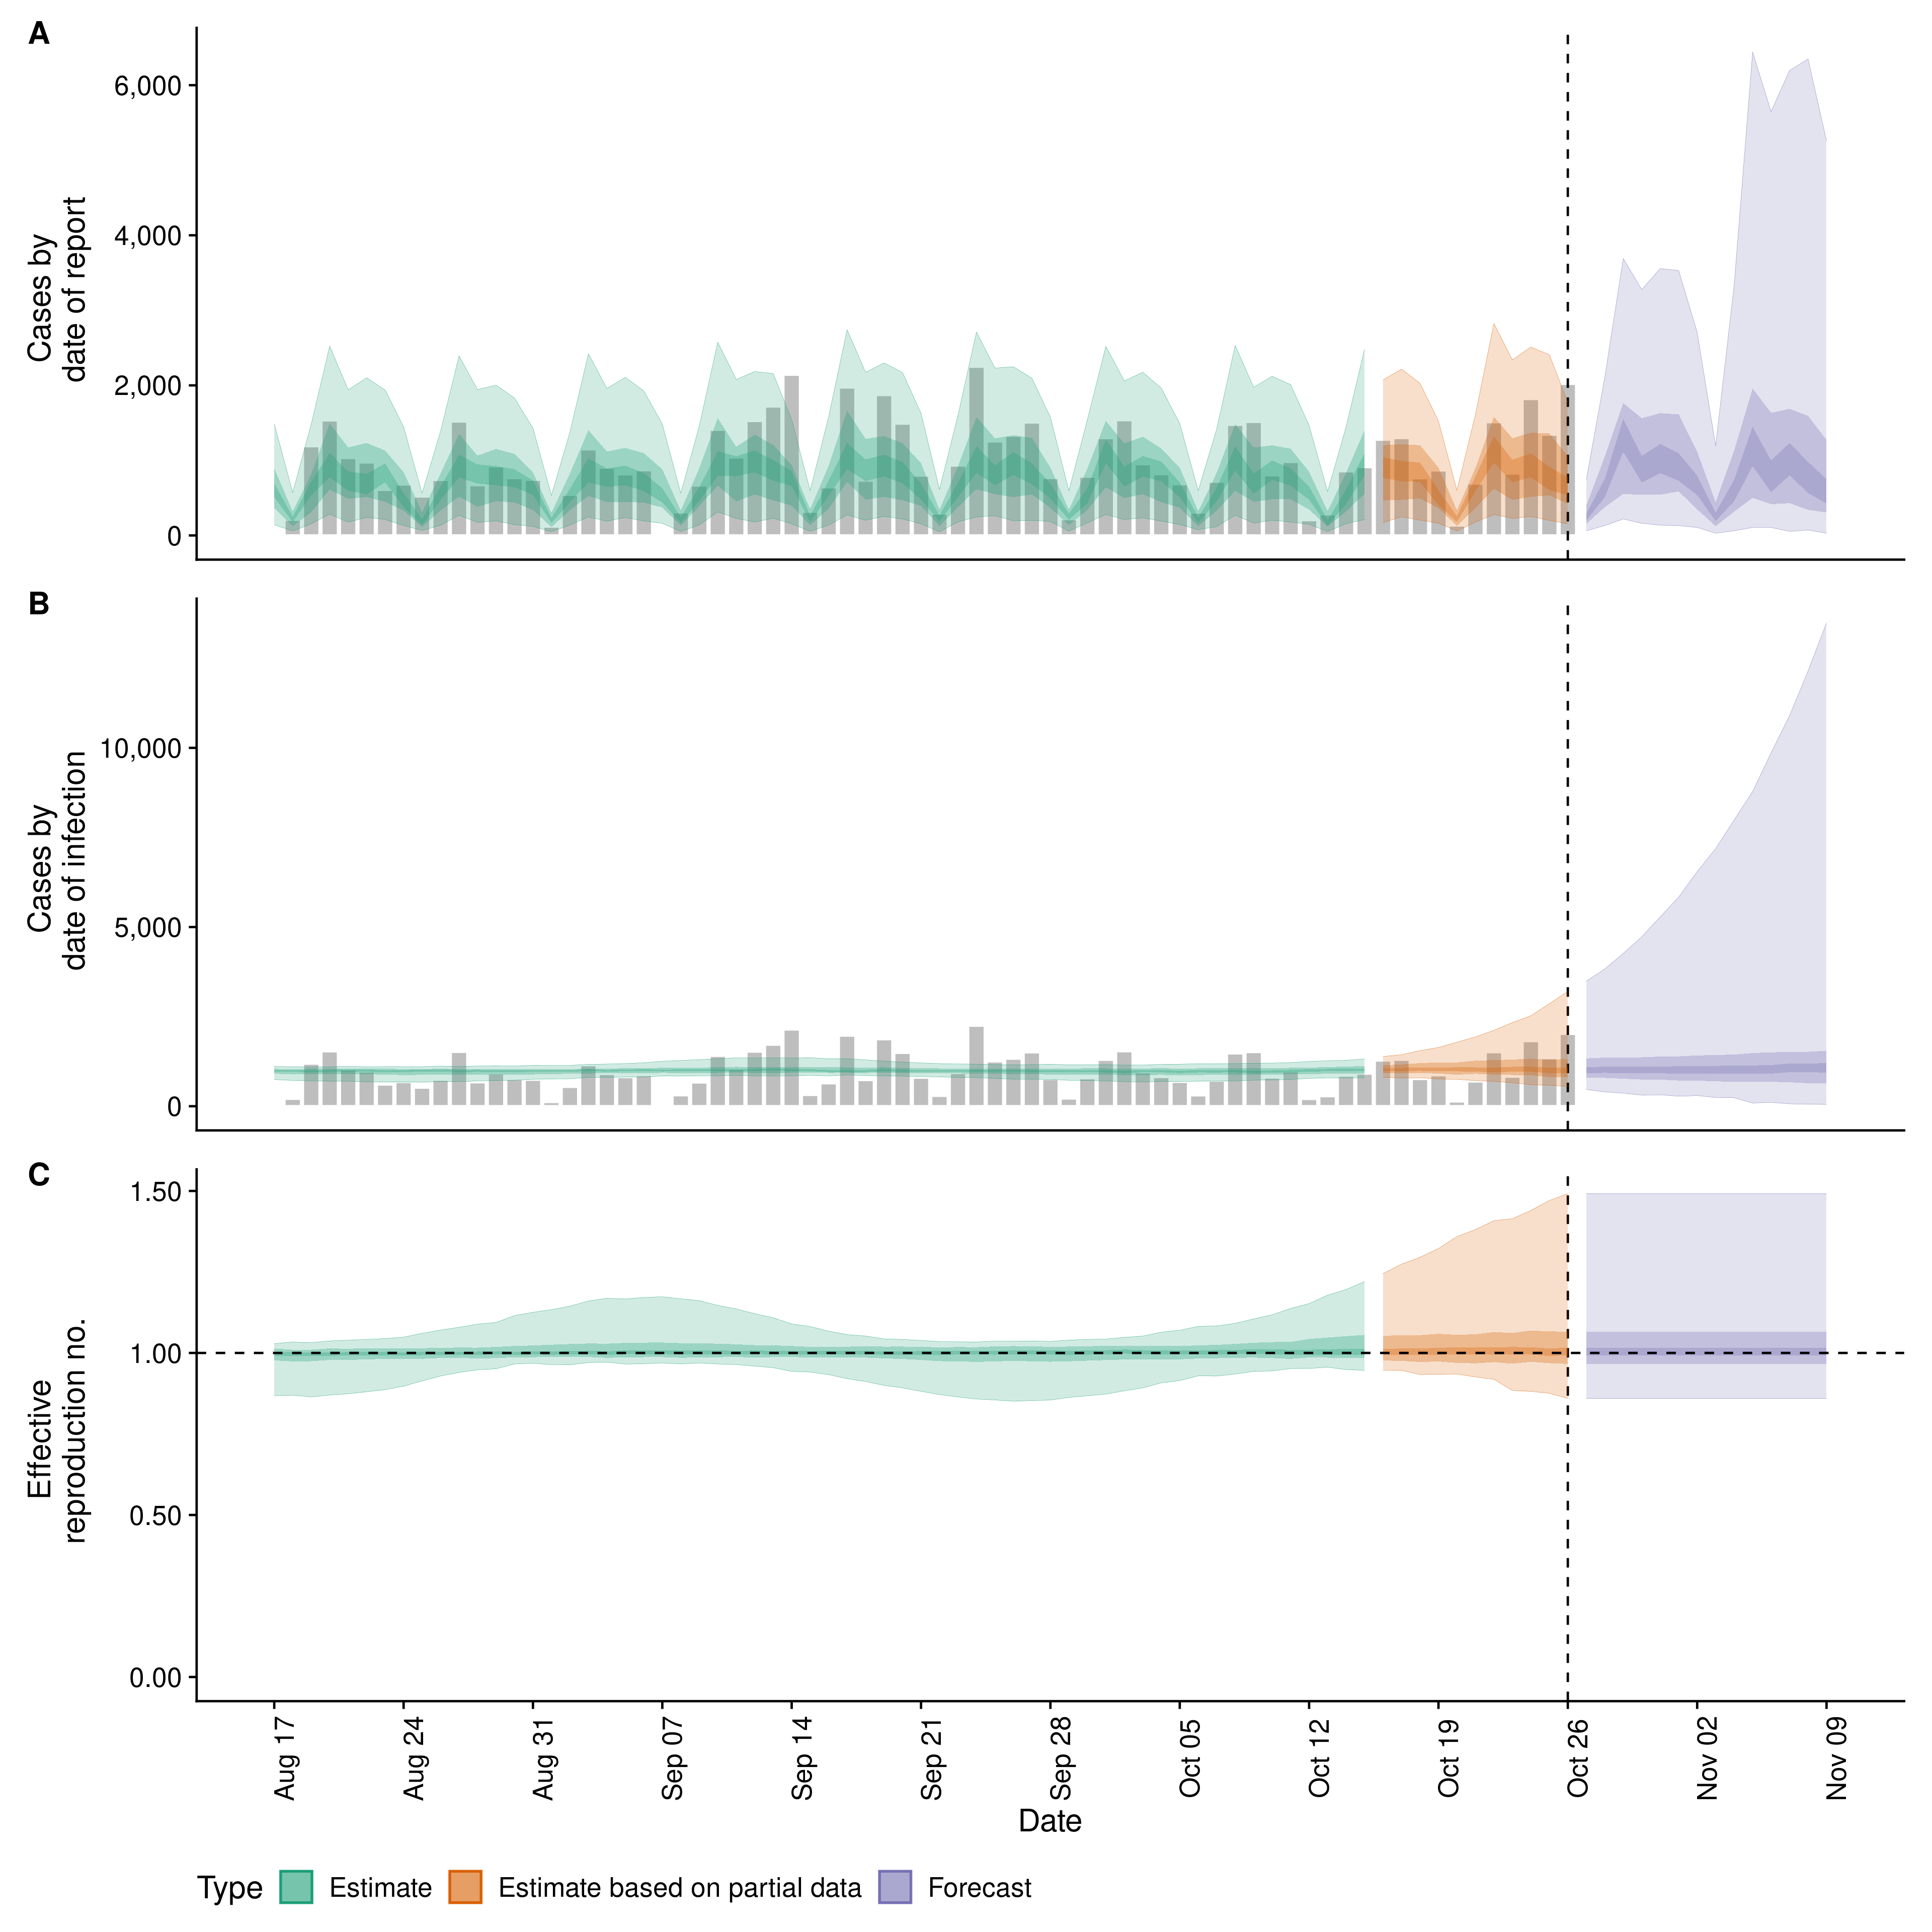 A
Cases by
date of report
6,000
4,000
2,000
0
B
Cases by
date of infection
10,000
5,000
0
C
Effective
reproduction no.
1.50
1.00
0.50
0.00
Aug 17
Aug 24
Aug 31
Sep 07
Sep 14
Sep 21
Sep 28
Oct 05
Oct 12
Oct 19
Oct 26
Nov 02
Nov 09
Date
Type Estimate Estimate based on partial data Forecast